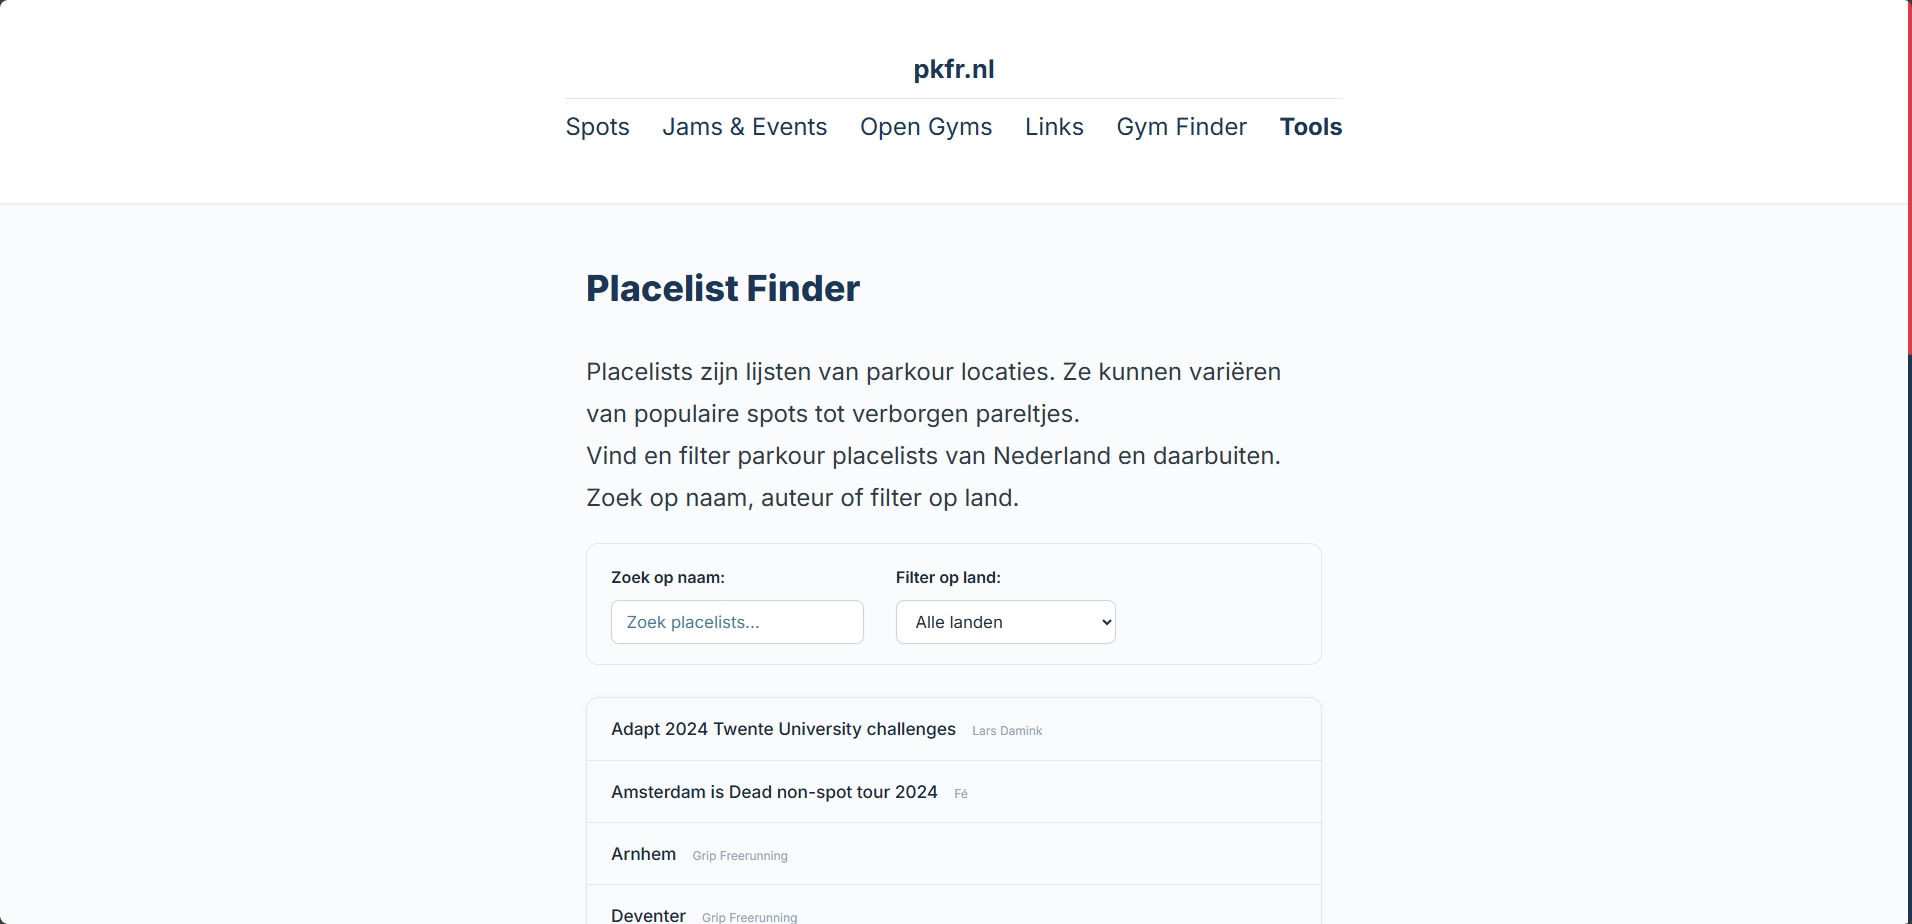 pkfr.nl
Spots Jams & Events Open Gyms Links Gym Finder Tools
Placelist Finder
Placelists zijn lijsten van parkour locaties. Ze kunnen variëren
van populaire spots tot verborgen pareltjes.
Vind en filter parkour placelists van Nederland en daarbuiten.
Zoek op naam, auteur of filter op land.
Zoek op naam: Filter op land:
Zoek placelists... Alle landen
Adapt 2024 Twente University challenges Lars Damink
Amsterdam is Dead non-spot tour 2024 Fé
Arnhem Grip Freerunning
Deventer Grip Freerunning